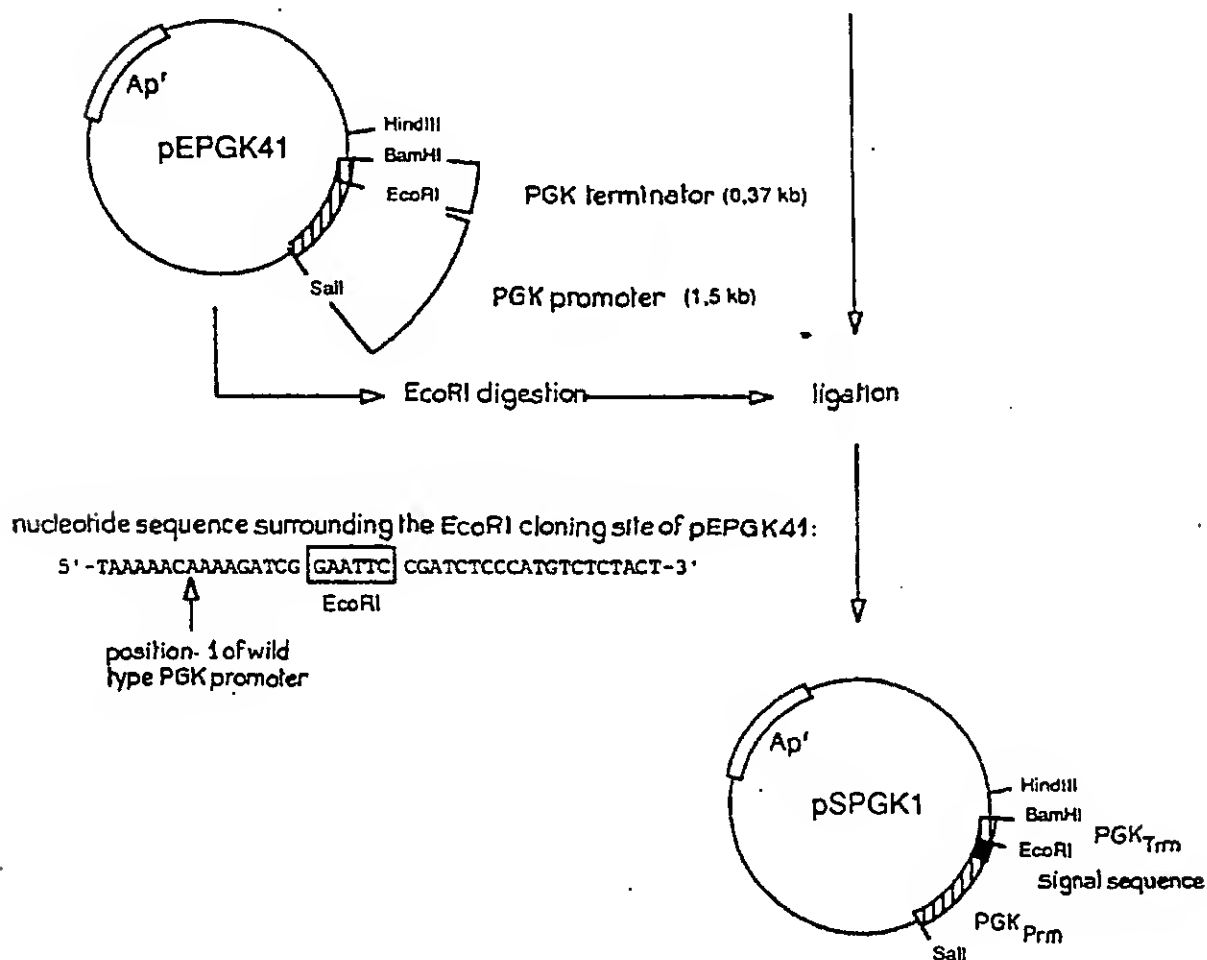 Ap^r
pEPGK41
HindIII
BamHI
EcoRI
SalI
PGK terminator (0,37 kb)
PGK promoter (1,5 kb)
EcoRI digestion
ligation
nucleotide sequence surrounding the EcoRI cloning site of pEPGK41:
5'-TAAAAACAAAAGATCG GAATTC CGATCTCCCATGTCTCTACT-3'
EcoRI
position- 1 of wild
type PGK promoter
Ap^r
pSPGK1
HindIII
BamHI
PGK_Trm
EcoRI
signal sequence
PGK_Prm
SalI